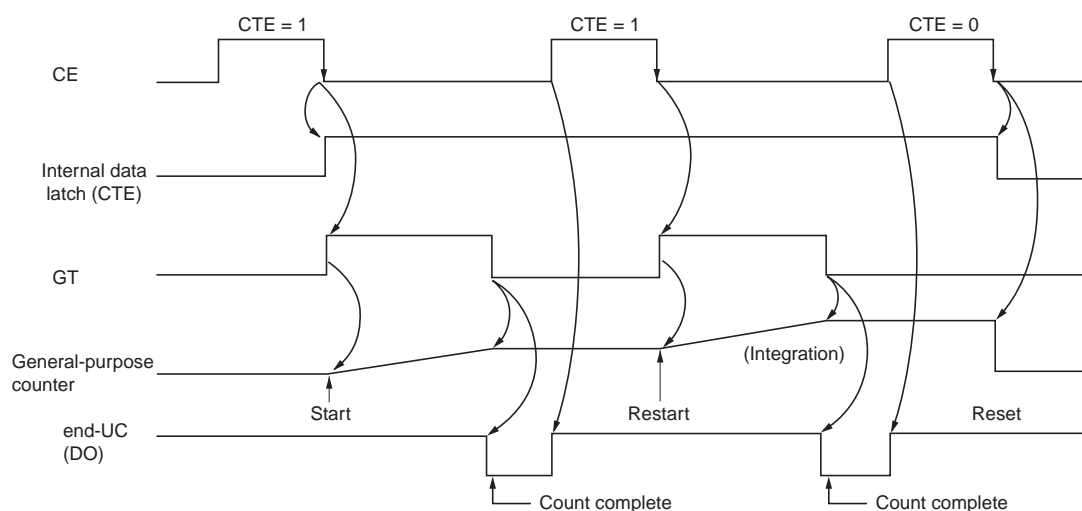 CTE = 1
CTE = 1
CTE = 0
CE
Internal data
latch (CTE)
GT
General-purpose
counter
(Integration)
Start
Restart
Reset
end-UC
(DO)
Count complete
Count complete